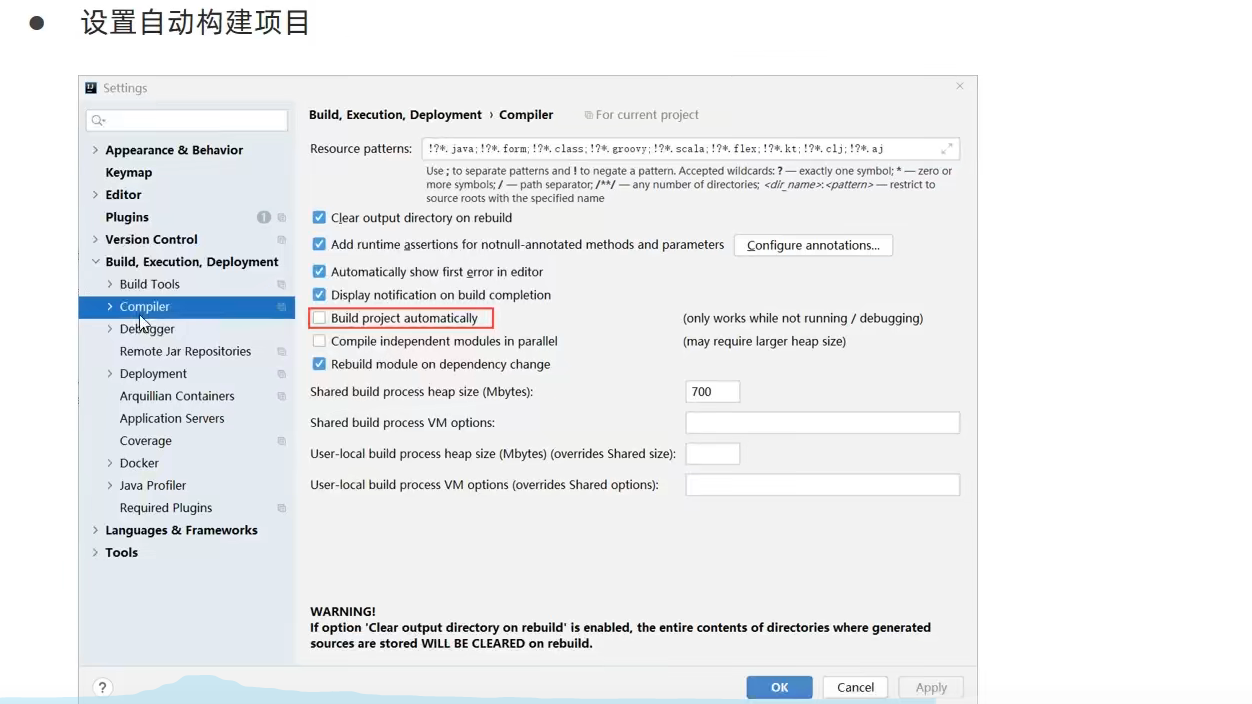 ● 设置自动构建项目
Settings
Build, Execution, Deployment › Compiler For current project
Appearance & Behavior
Keymap
Editor
Plugins 1
Version Control
Build, Execution, Deployment
Build Tools
Compiler
Debugger
Remote Jar Repositories
Deployment
Arquillian Containers
Application Servers
Coverage
Docker
Java Profiler
Required Plugins
Languages & Frameworks
Tools
Resource patterns: !?*.java;!?*.form;!?*.class;!?*.groovy;!?*.scala;!?*.flex;!?*.kt;!?*.clj;!?*.aj
Use ; to separate patterns and ! to negate a pattern. Accepted wildcards: ? — exactly one symbol; * — zero or
more symbols; / — path separator; /**/ — any number of directories; <dir_name>:<pattern> — restrict to
source roots with the specified name
Clear output directory on rebuild
Add runtime assertions for notnull-annotated methods and parameters Configure annotations...
Automatically show first error in editor
Display notification on build completion
Build project automatically (only works while not running / debugging)
Compile independent modules in parallel (may require larger heap size)
Rebuild module on dependency change
Shared build process heap size (Mbytes): 700
Shared build process VM options:
User-local build process heap size (Mbytes) (overrides Shared size):
User-local build process VM options (overrides Shared options):
WARNING!
If option 'Clear output directory on rebuild' is enabled, the entire contents of directories where generated
sources are stored WILL BE CLEARED on rebuild.
? OK Cancel Apply